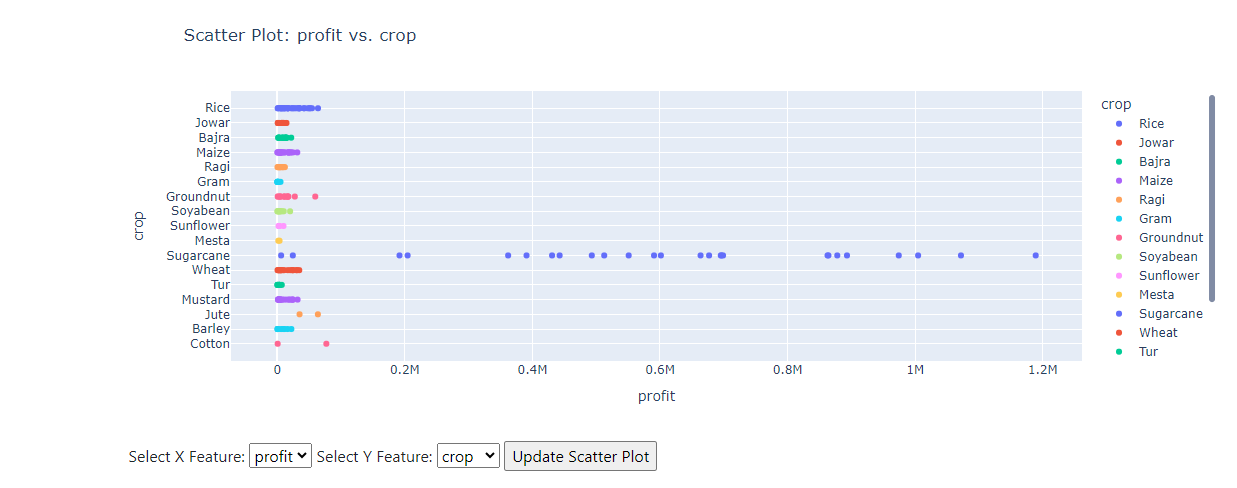 Scatter Plot: profit vs. crop
crop
Rice
Jowar
Bajra
Maize
Ragi
Gram
Groundnut
Soyabean
Sunflower
Mesta
Sugarcane
Wheat
Tur
Mustard
Jute
Barley
Cotton
0 0.2M 0.4M 0.6M 0.8M 1M 1.2M
profit
crop
Rice
Jowar
Bajra
Maize
Ragi
Gram
Groundnut
Soyabean
Sunflower
Mesta
Sugarcane
Wheat
Tur
Select X Feature: profit Select Y Feature: crop Update Scatter Plot